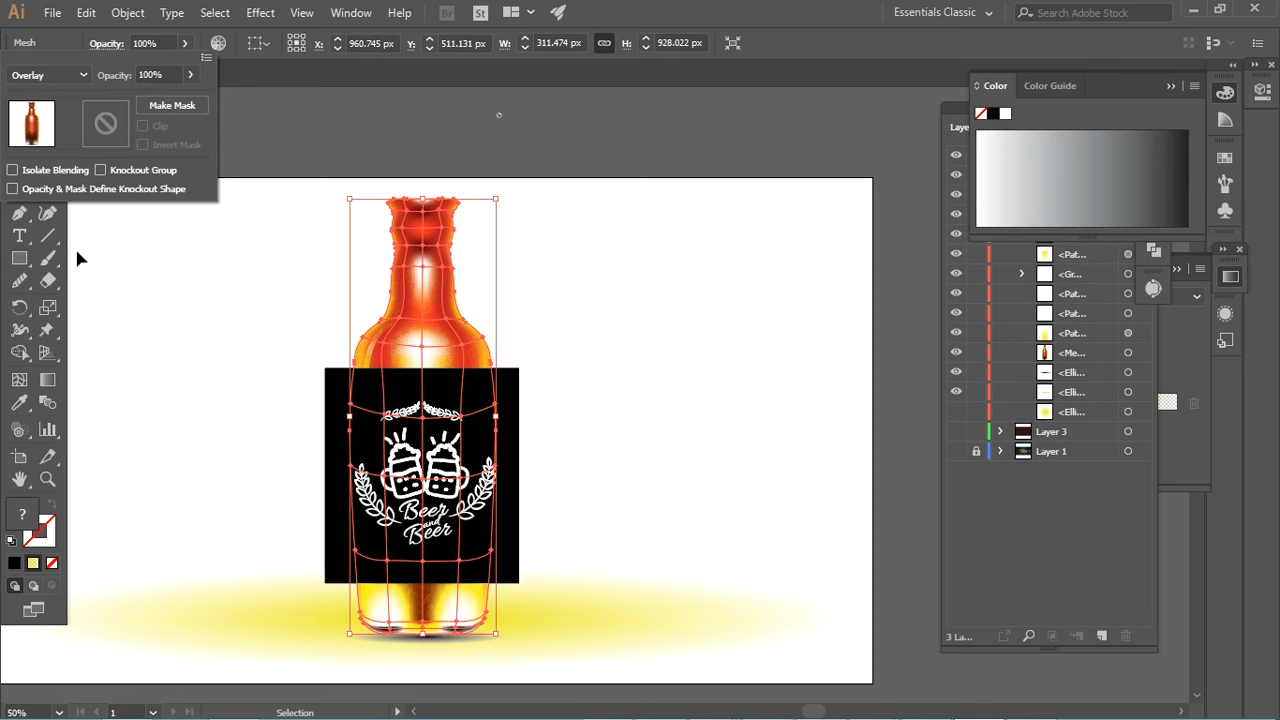 Ai File Edit Object Type Select Effect View Window Help Br St Essentials Classic Search Adobe Stock
Mesh Opacity: 100% X: 960.745 px Y: 511.131 px W: 311.474 px H: 928.022 px
Overlay Opacity: 100%
Make Mask
Clip
Invert Mask
Isolate Blending Knockout Group
Opacity & Mask Define Knockout Shape
Color Color Guide
Laye
<Pat...
<Gr...
<Pat...
<Pat...
<Pat...
<Me...
<Elli...
<Elli...
<Elli...
Layer 3
Layer 1
Beer
and
Beer
?
3 La...
50% 1 Selection